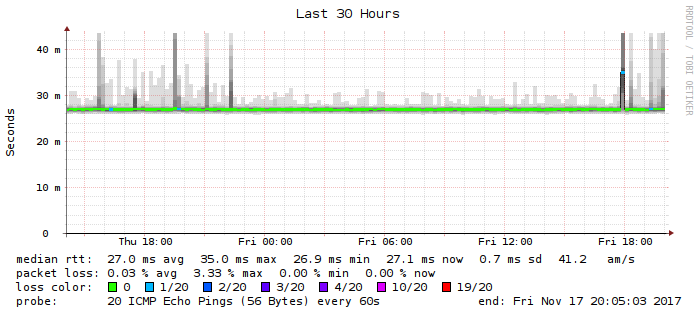 Last 30 Hours
RRDTOOL / TOBI OETIKER
Seconds
40 m
30 m
20 m
10 m
0
Thu 18:00 Fri 00:00 Fri 06:00 Fri 12:00 Fri 18:00
median rtt: 27.0 ms avg 35.0 ms max 26.9 ms min 27.1 ms now 0.7 ms sd 41.2 am/s
packet loss: 0.03 % avg 3.33 % max 0.00 % min 0.00 % now
loss color: 0 1/20 2/20 3/20 4/20 10/20 19/20
probe: 20 ICMP Echo Pings (56 Bytes) every 60s end: Fri Nov 17 20:05:03 2017